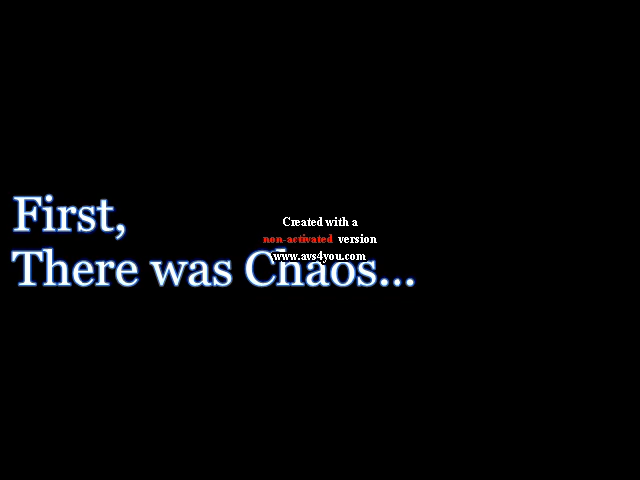 First,
There was Chaos...
Created with a
non-activated version
www.avs4you.com